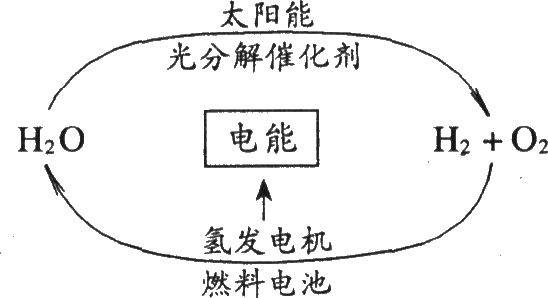 太阳能
光分解催化剂
H₂O
电能
H₂ + O₂
氢发电机
燃料电池